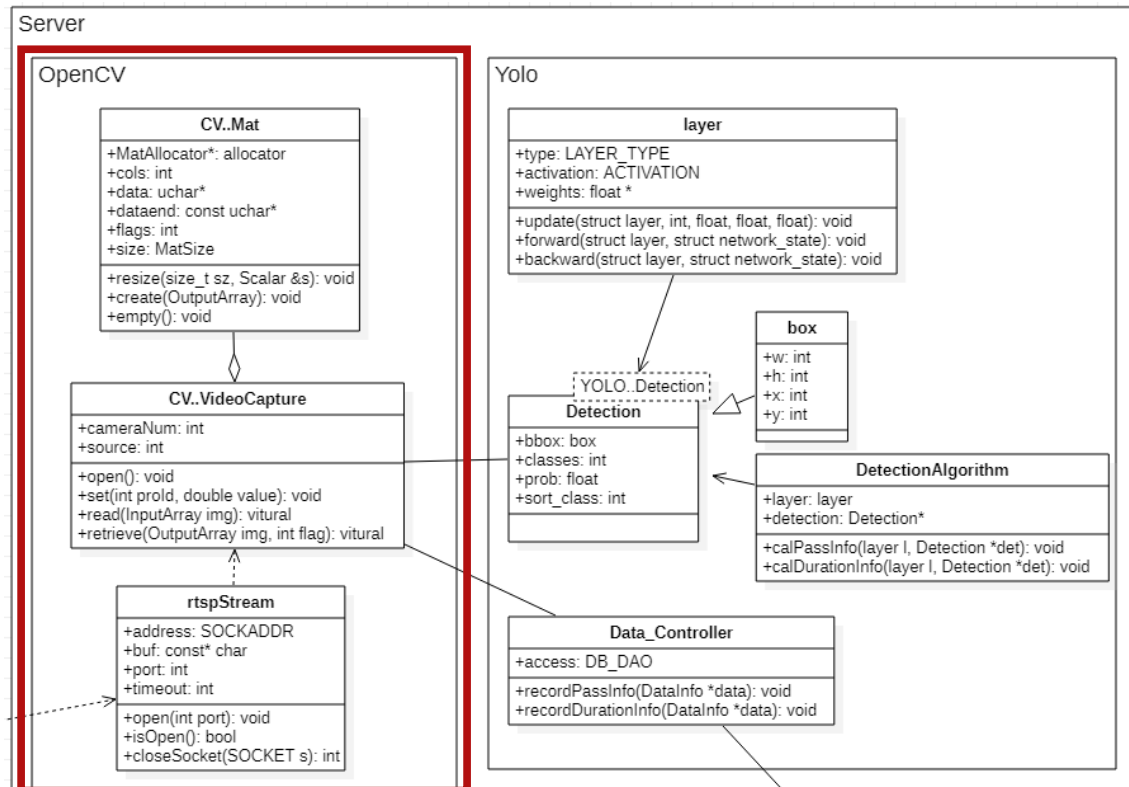 Server
OpenCV
CV..Mat
+MatAllocator*: allocator
+cols: int
+data: uchar*
+dataend: const uchar*
+flags: int
+size: MatSize
+resize(size_t sz, Scalar &s): void
+create(OutputArray): void
+empty(): void
CV..VideoCapture
+cameraNum: int
+source: int
+open(): void
+set(int prold, double value): void
+read(InputArray img): vitural
+retrieve(OutputArray img, int flag): vitural
rtspStream
+address: SOCKADDR
+buf: const* char
+port: int
+timeout: int
+open(int port): void
+isOpen(): bool
+closeSocket(SOCKET s): int
Yolo
layer
+type: LAYER_TYPE
+activation: ACTIVATION
+weights: float *
+update(struct layer, int, float, float, float): void
+forward(struct layer, struct network_state): void
+backward(struct layer, struct network_state): void
box
+w: int
+h: int
+x: int
+y: int
YOLO..Detection
Detection
+bbox: box
+classes: int
+prob: float
+sort_class: int
DetectionAlgorithm
+layer: layer
+detection: Detection*
+calPassInfo(layer l, Detection *det): void
+calDurationInfo(layer l, Detection *det): void
Data_Controller
+access: DB_DAO
+recordPassInfo(DataInfo *data): void
+recordDurationInfo(DataInfo *data): void